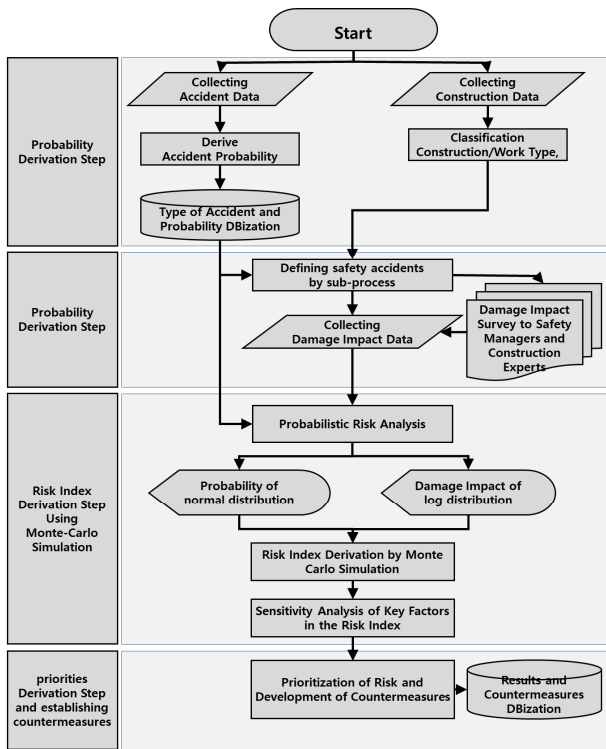 Start
Probability
Derivation Step
Collecting
Accident Data
Collecting
Construction Data
Derive
Accident Probability
Classification
Construction/Work Type,
Type of Accident and
Probability DBization
Probability
Derivation Step
Defining safety accidents
by sub-process
Collecting
Damage Impact Data
Damage Impact
Survey to Safety
Managers and
Construction
Experts
Risk Index
Derivation Step
Using
Monte-Carlo
Simulation
Probabilistic Risk Analysis
Probability of
normal distribution
Damage Impact of
log distribution
Risk Index Derivation by Monte
Carlo Simulation
Sensitivity Analysis of Key Factors
in the Risk Index
priorities
Derivation Step
and establishing
countermeasures
Prioritization of Risk and
Development of Countermeasures
Results and
Countermeasures
DBization